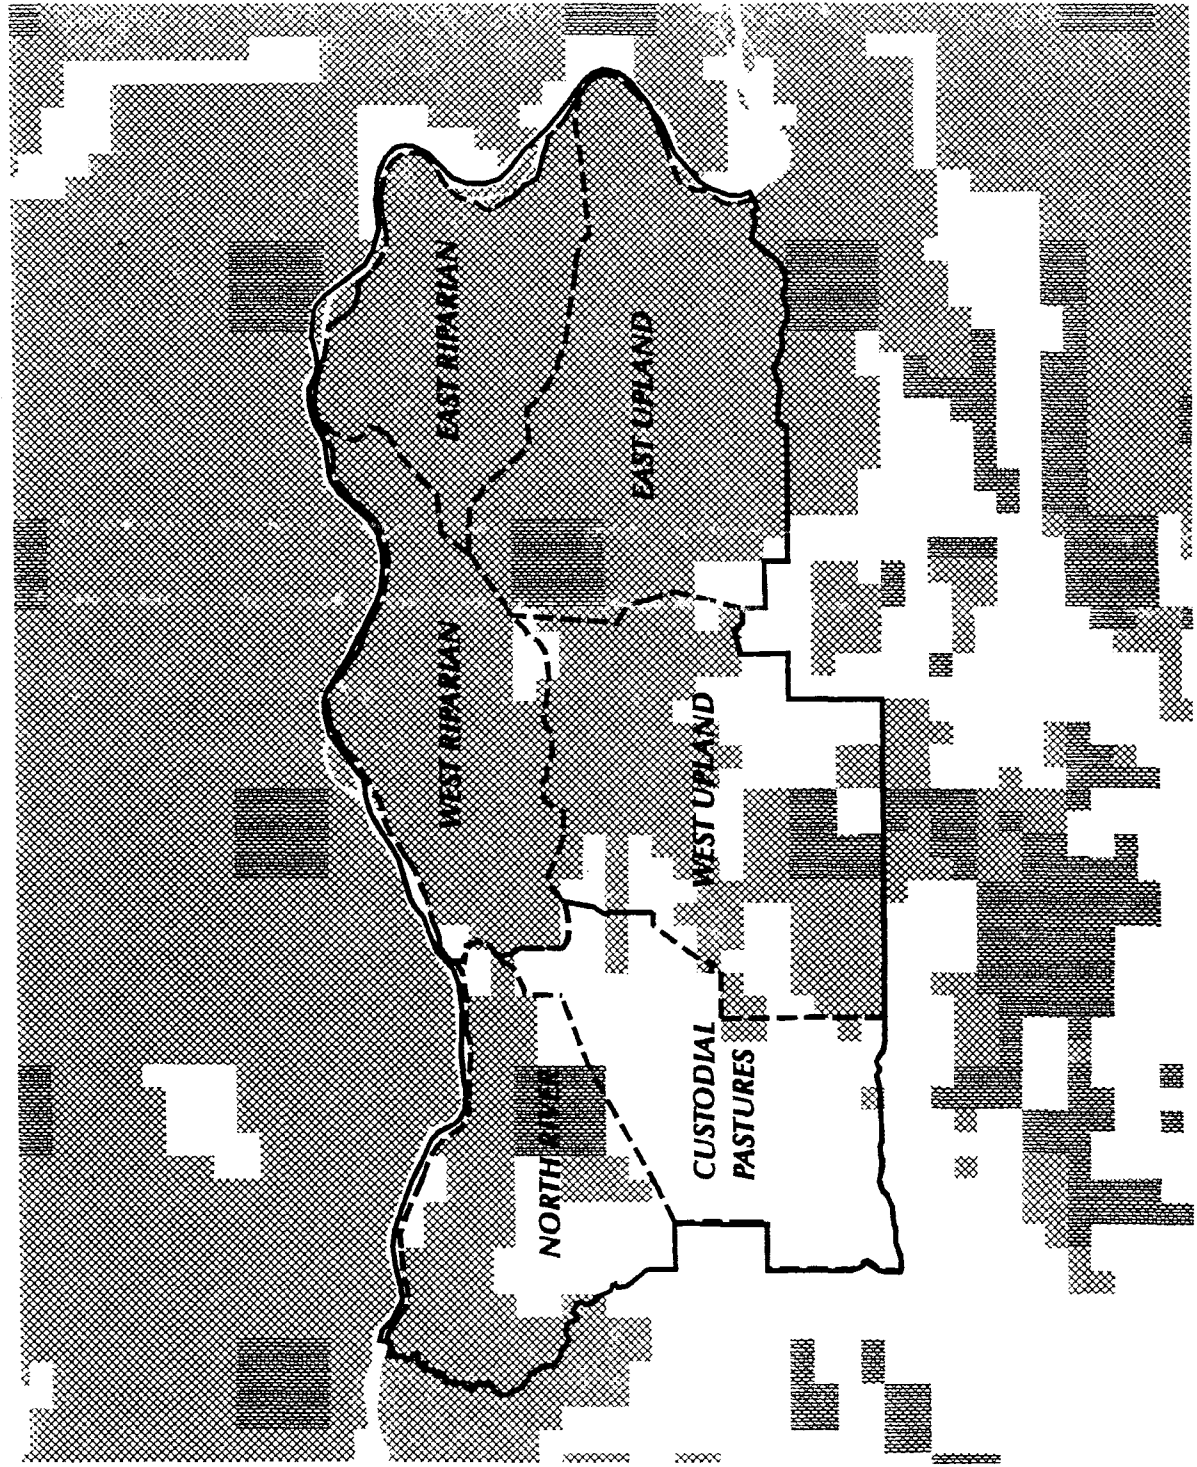 EAST RIPARIAN
EAST UPLAND
WEST RIPARIAN
WEST UPLAND
NORTH RIVER
CUSTODIAL
PASTURES